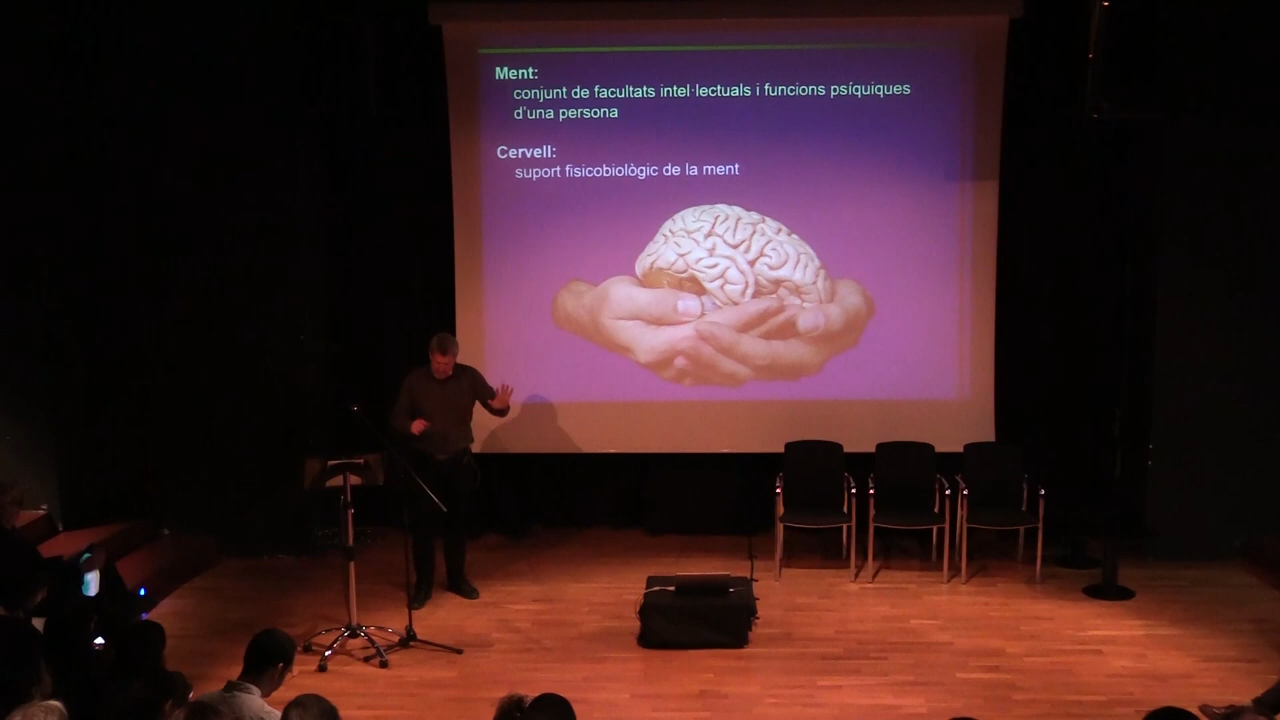 Ment:
conjunt de facultats intel·lectuals i funcions psíquiques
d'una persona
Cervell:
suport fisicobiològic de la ment